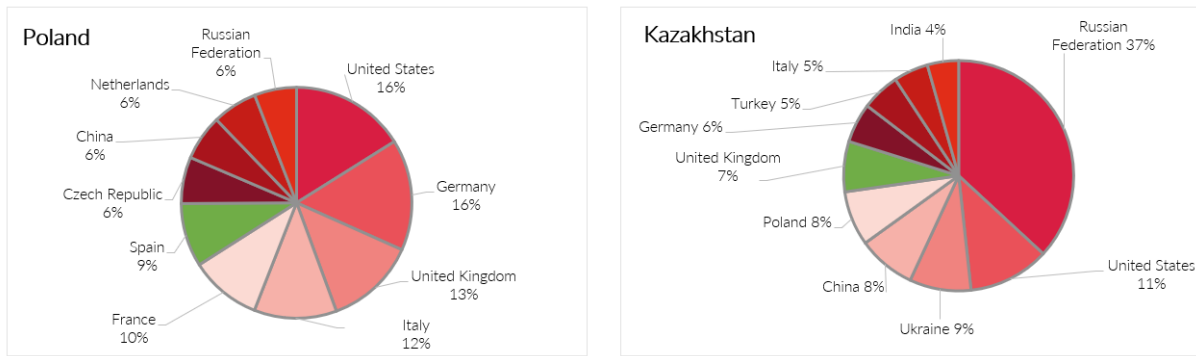 Poland
Russian
Federation
6%
United States
16%
Germany
16%
United Kingdom
13%
Italy
12%
France
10%
Spain
9%
Czech Republic
6%
China
6%
Netherlands
6%
Kazakhstan
Russian
Federation 37%
United States
11%
Ukraine 9%
China 8%
Poland 8%
United Kingdom
7%
Germany 6%
Turkey 5%
Italy 5%
India 4%